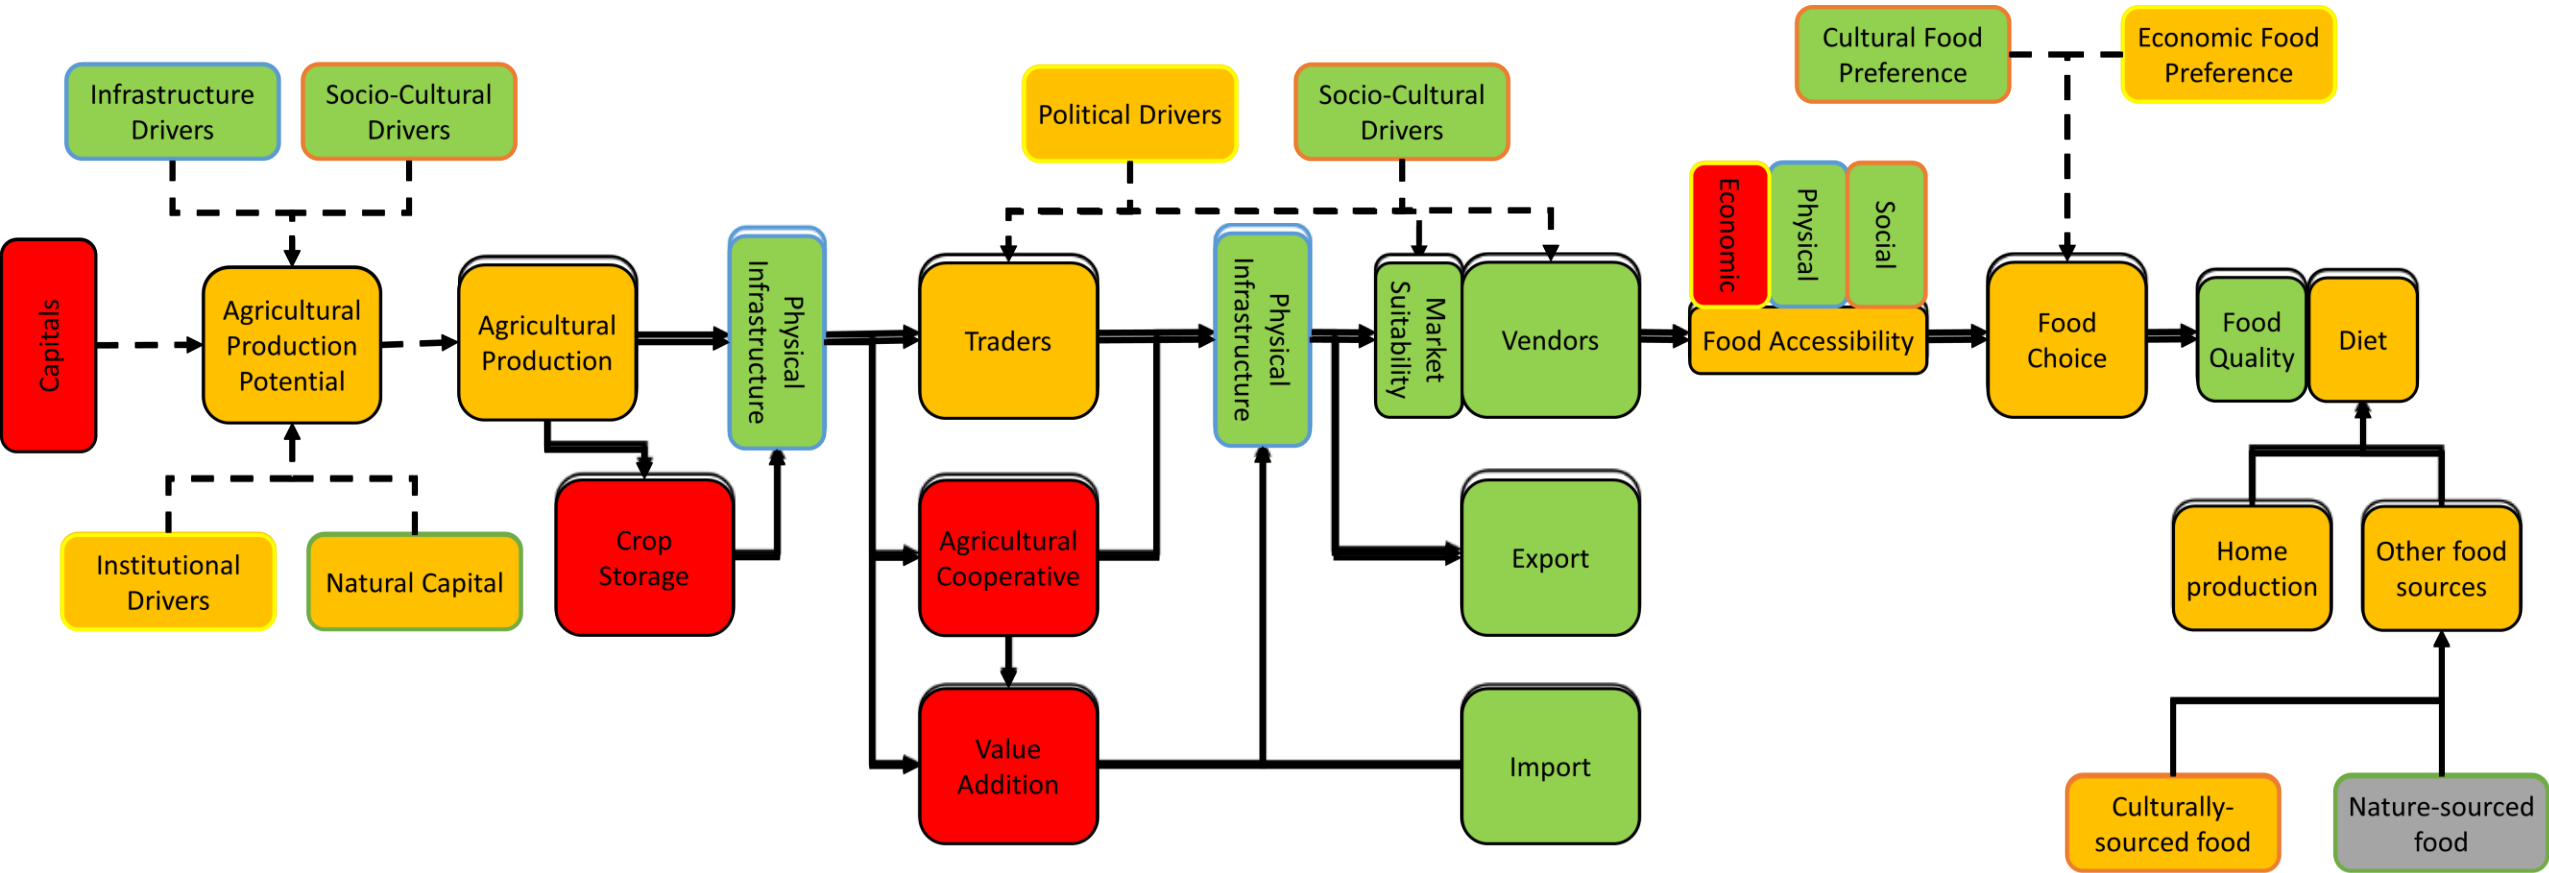 Cultural Food
Preference
Economic Food
Preference
Infrastructure
Drivers
Socio-Cultural
Drivers
Political Drivers
Socio-Cultural
Drivers
Economic
Physical
Social
Capitals
Agricultural
Production
Potential
Agricultural
Production
Physical
Infrastructure
Traders
Physical
Infrastructure
Market
Suitability
Vendors
Food Accessibility
Food
Choice
Food
Quality
Diet
Institutional
Drivers
Natural Capital
Crop
Storage
Agricultural
Cooperative
Export
Home
production
Other food
sources
Value
Addition
Import
Culturally-
sourced food
Nature-sourced
food